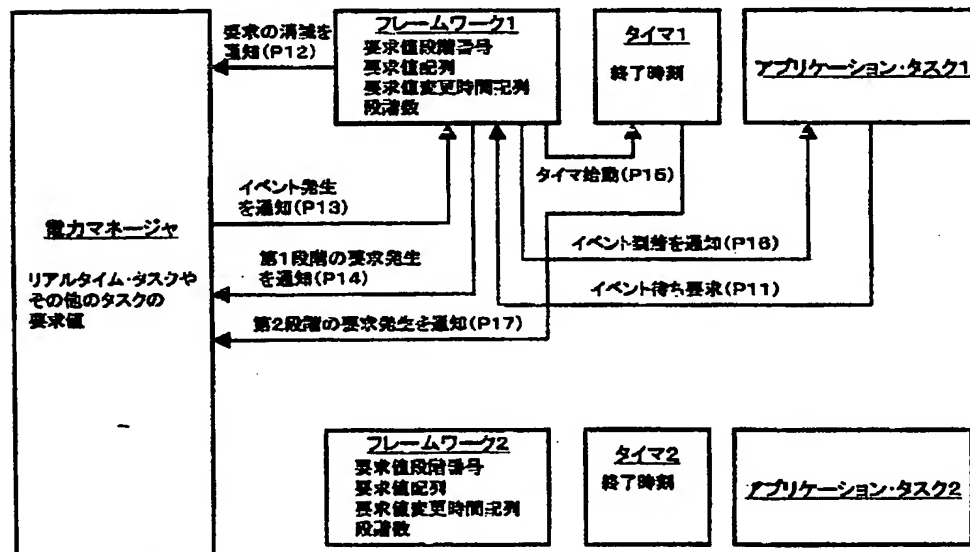 要求の消滅を
通知(P12)
フレームワーク1
要求値段階番号
要求値配列
要求値変更時間配列
段階数
タイマ1
終了時刻
アプリケーション・タスク1
タイマ始動(P15)
イベント発生
を通知(P13)
電力マネージャ
リアルタイム・タスクや
その他のタスクの
要求値
イベント到着を通知(P16)
第1段階の要求発生
を通知(P14)
イベント待ち要求(P11)
第2段階の要求発生を通知(P17)
フレームワーク2
要求値段階番号
要求値配列
要求値変更時間配列
段階数
タイマ2
終了時刻
アプリケーション・タスク2